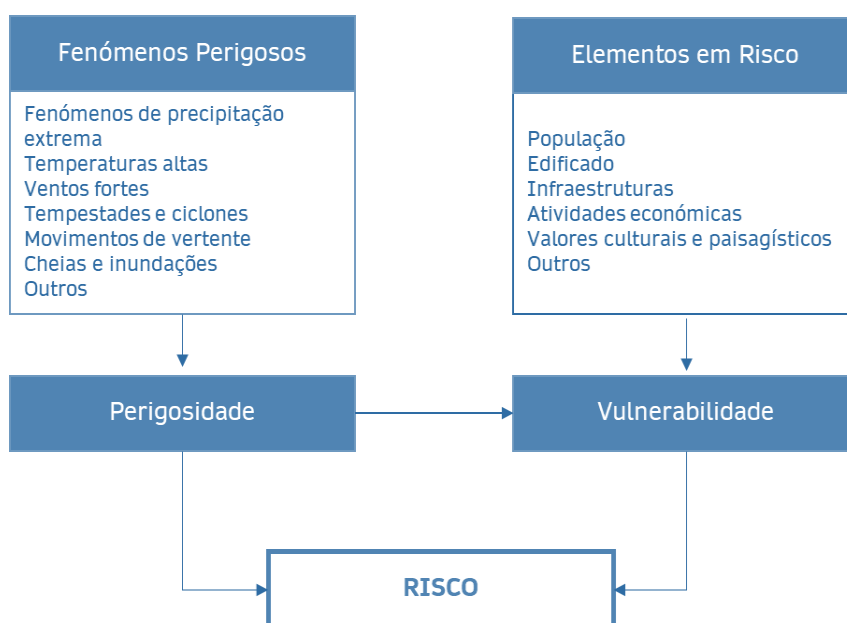 Fenómenos Perigosos
Fenómenos de precipitação
extrema
Temperaturas altas
Ventos fortes
Tempestades e ciclones
Movimentos de vertente
Cheias e inundações
Outros
Elementos em Risco
População
Edificado
Infraestruturas
Atividades económicas
Valores culturais e paisagísticos
Outros
Perigosidade
Vulnerabilidade
RISCO